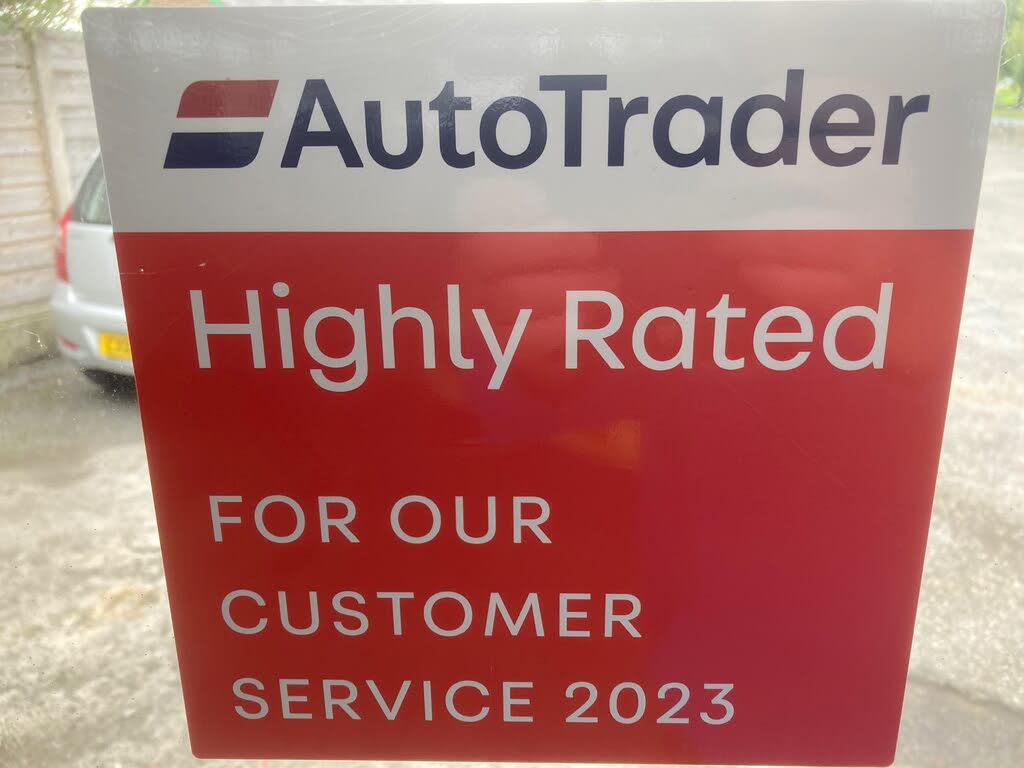 AutoTrader
Highly Rated
FOR OUR
CUSTOMER
SERVICE 2023